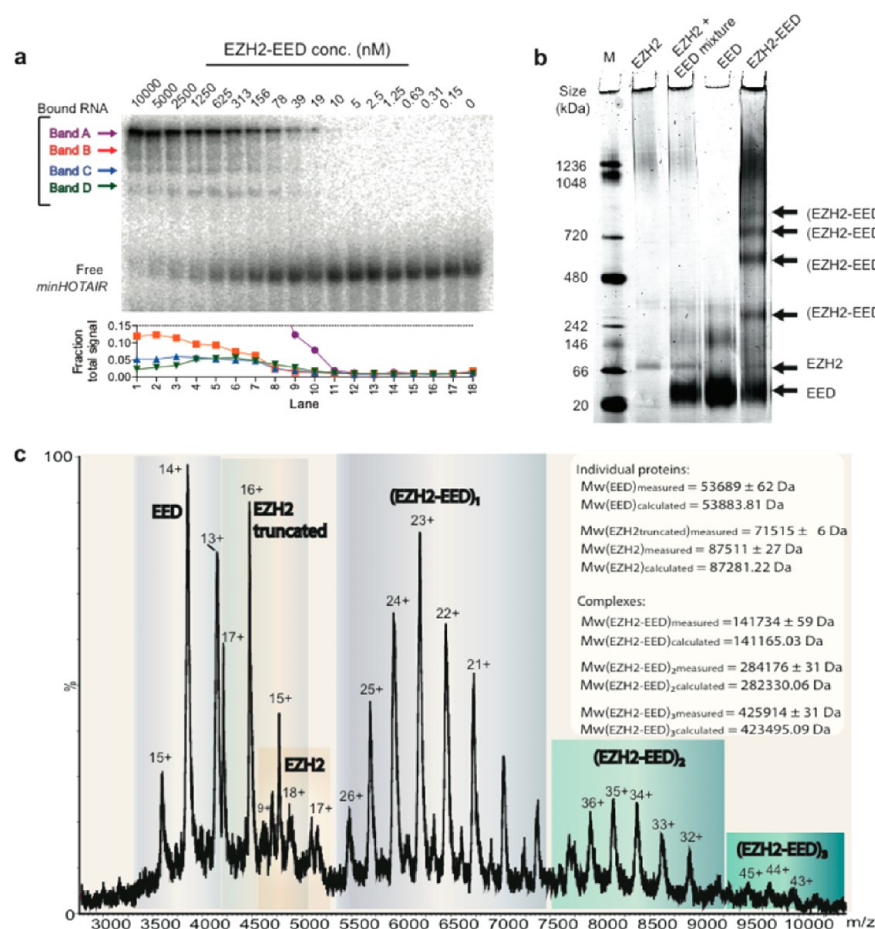 a
EZH2-EED conc. (nM)
10000 5000 2500 1250 625 313 156 78 39 19 10 5 2.5 1.25 0.63 0.31 0.15 0
Bound RNA
Band A
Band B
Band C
Band D
Free
minHOTAIR
Fraction
total signal
0.15
0.10
0.05
0.00
1 2 3 4 5 6 7 8 9 10 11 12 13 14 15 16 17 18
Lane
b
M
EZH2
EZH2 +
EED mixture
EED
EZH2-EED
Size
(kDa)
1236
1048
720
480
242
146
66
20
(EZH2-EED
(EZH2-EED
(EZH2-EED
(EZH2-EED
EZH2
EED
c
100
%
0
EED
15+
14+
13+
EZH2
truncated
17+
16+
15+
EZH2
9+
18+
17+
(EZH2-EED)1
26+
25+
24+
23+
22+
21+
(EZH2-EED)2
36+
35+
34+
33+
32+
(EZH2-EED)3
45+
44+
43+
3000 3500 4000 4500 5000 5500 6000 6500 7000 7500 8000 8500 9000 9500 10000 m/z
Individual proteins:
Mw(EED)measured = 53689 ± 62 Da
Mw(EED)calculated = 53883.81 Da
Mw(EZH2truncated)measured = 71515 ± 6 Da
Mw(EZH2)measured = 87511 ± 27 Da
Mw(EZH2)calculated = 87281.22 Da
Complexes:
Mw(EZH2-EED)measured =141734 ± 59 Da
Mw(EZH2-EED)calculated = 141165.03 Da
Mw(EZH2-EED)2measured = 284176 ± 31 Da
Mw(EZH2-EED)2calculated = 282330.06 Da
Mw(EZH2-EED)3measured = 425914 ± 31 Da
Mw(EZH2-EED)3calculated = 423495.09 Da